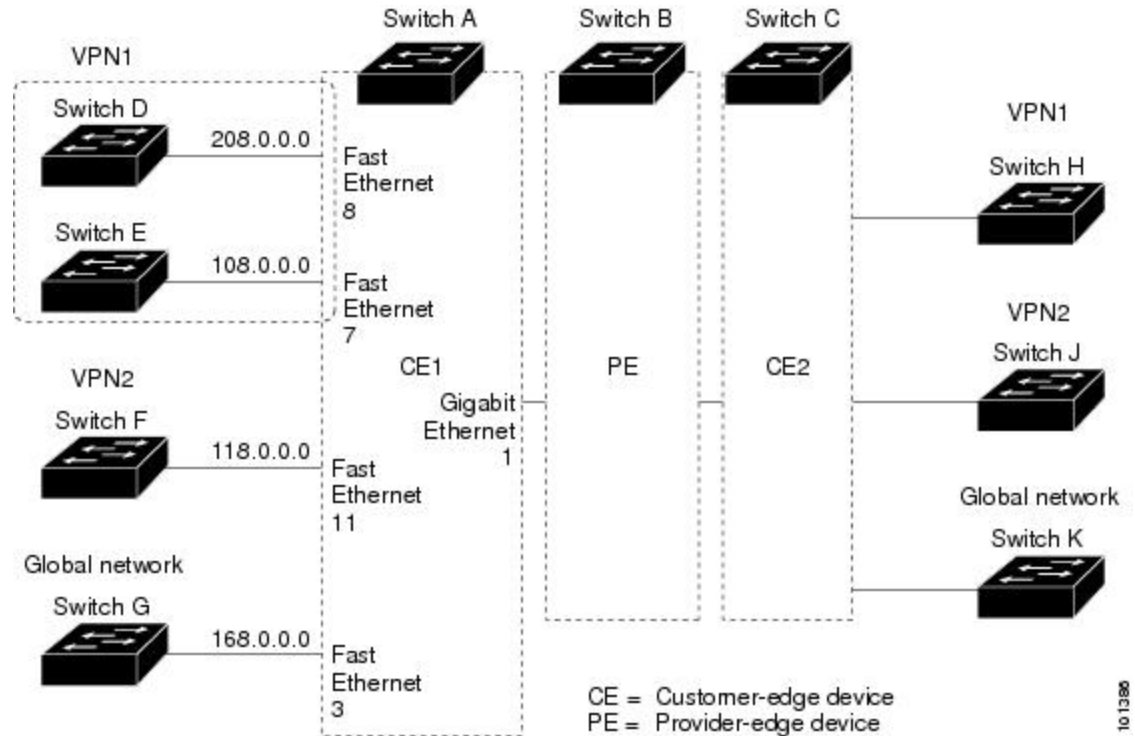 Switch A
Switch B
Switch C
VPN1
Switch D
208.0.0.0
Fast
Ethernet
8
Switch E
108.0.0.0
Fast
Ethernet
7
VPN2
Switch F
118.0.0.0
Fast
Ethernet
11
Global network
Switch G
168.0.0.0
Fast
Ethernet
3
CE1
Gigabit
Ethernet
1
PE
CE2
VPN1
Switch H
VPN2
Switch J
Global network
Switch K
CE = Customer-edge device
PE = Provider-edge device
101386